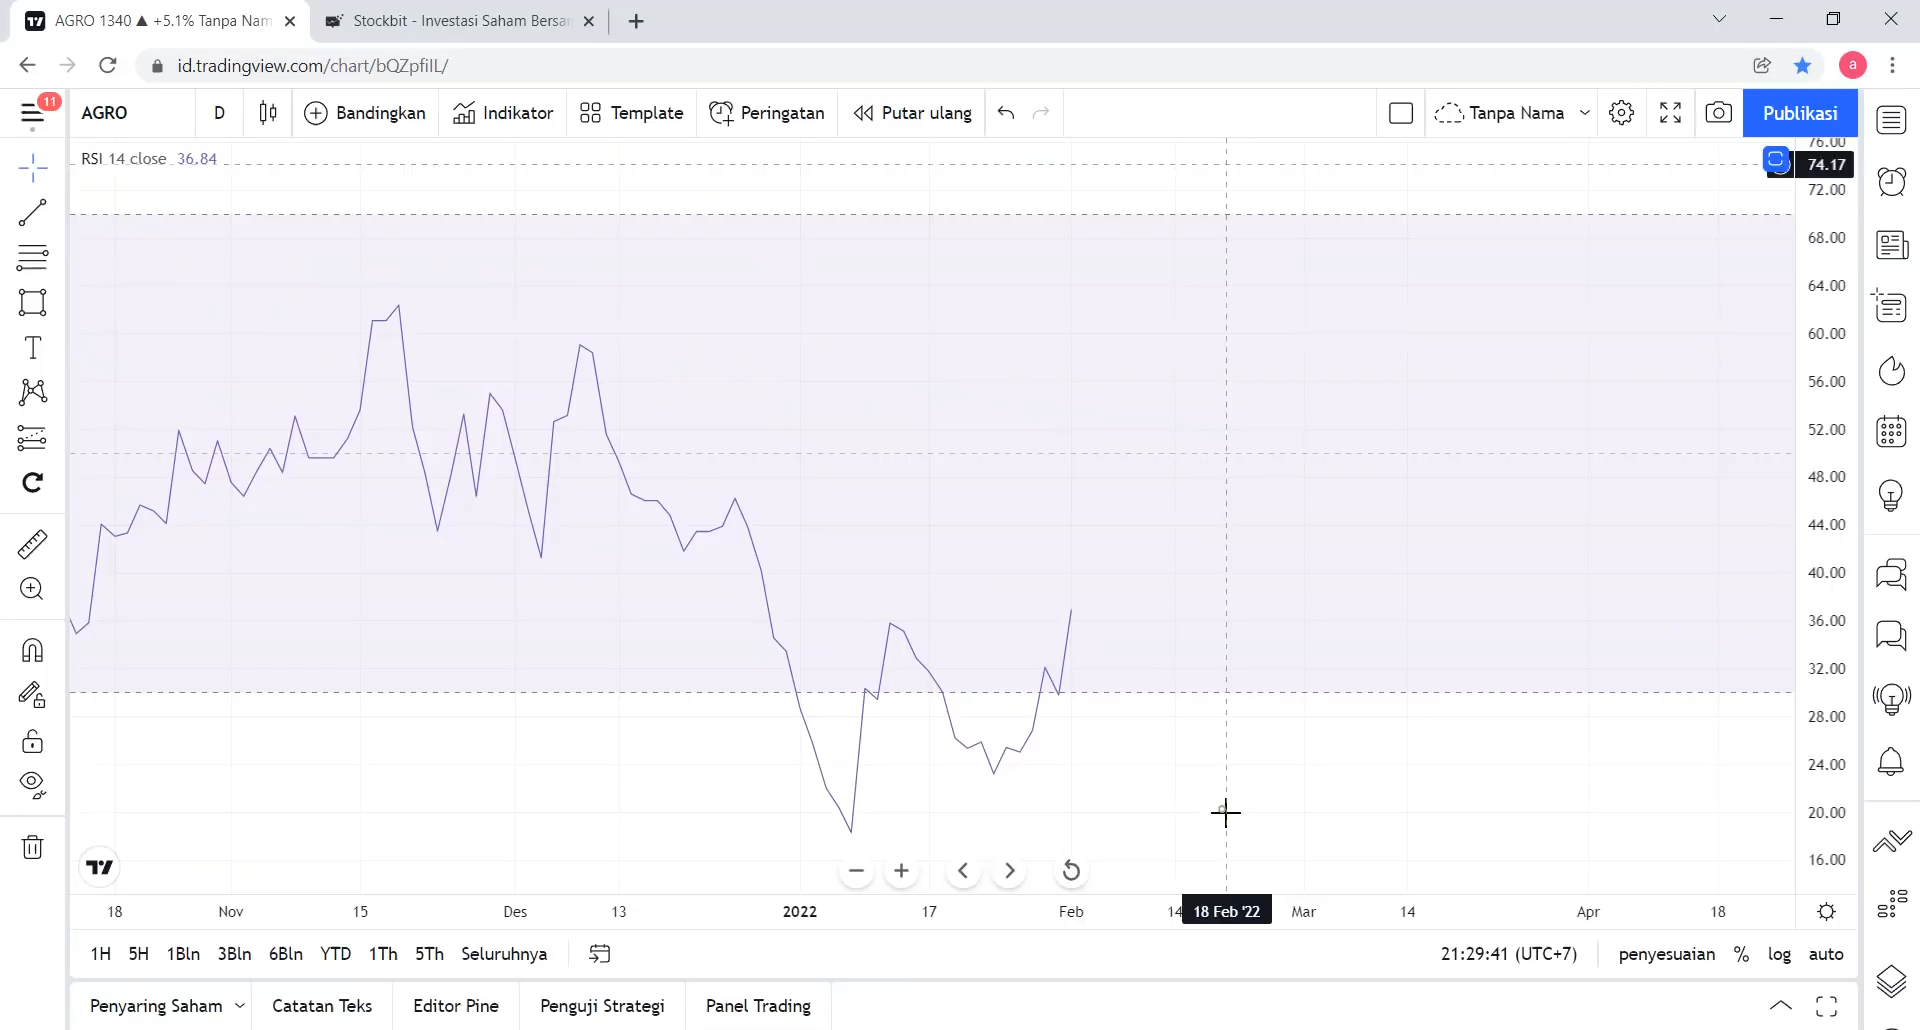 AGRO 1340 ▲ +5.1% Tanpa Nam
Stockbit - Investasi Saham Bersan
id.tradingview.com/chart/bQZpfiIL/
a
11
AGRO
D
Bandingkan
Indikator
Template
Peringatan
Putar ulang
Tanpa Nama
Publikasi
RSI 14 close 36.84
76.00
74.17
72.00
68.00
64.00
60.00
56.00
52.00
48.00
44.00
40.00
36.00
32.00
28.00
24.00
20.00
16.00
18 Nov 15 Des 13 2022 17 Feb 14 18 Feb '22 Mar 14 Apr 18
1H 5H 1Bln 3Bln 6Bln YTD 1Th 5Th Seluruhnya
21:29:41 (UTC+7) penyesuaian % log auto
Penyaring Saham Catatan Teks Editor Pine Penguji Strategi Panel Trading